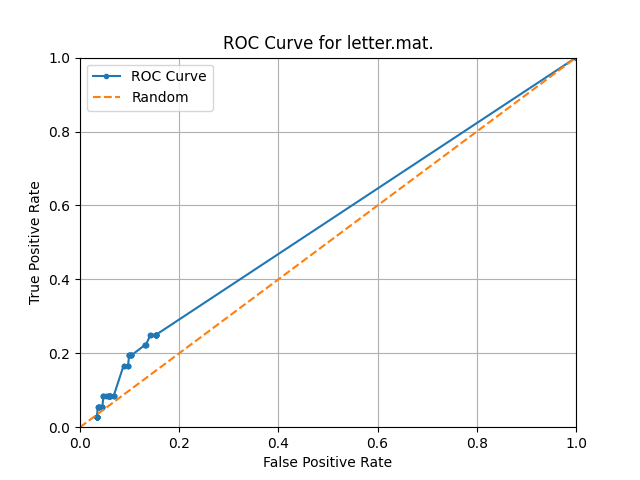 ROC Curve for letter.mat.
ROC Curve
Random
True Positive Rate
1.0
0.8
0.6
0.4
0.2
0.0
0.0 0.2 0.4 0.6 0.8 1.0
False Positive Rate